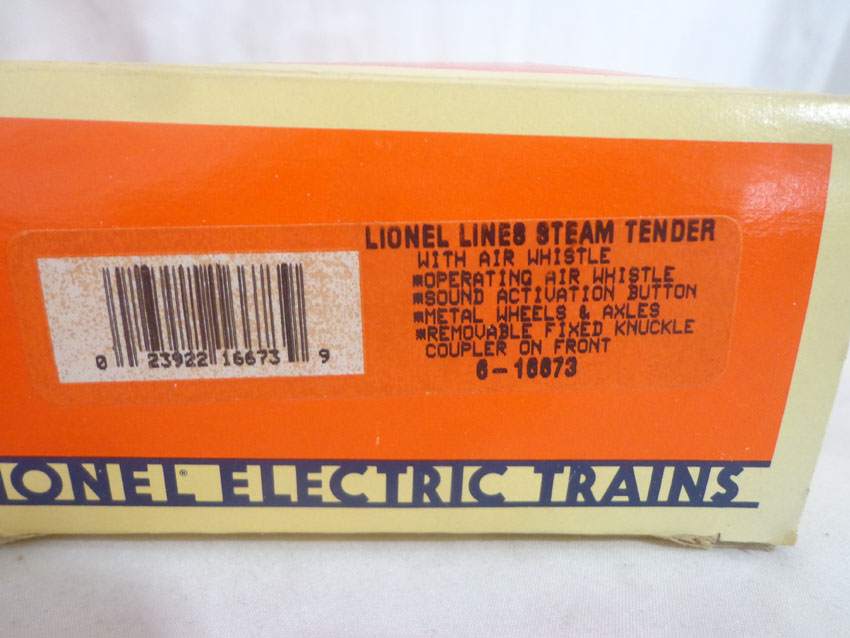 LIONEL LINES STEAM TENDER
WITH AIR WHISTLE
*OPERATING AIR WHISTLE
*SOUND ACTIVATION BUTTON
*METAL WHEELS & AXLES
*REMOVABLE FIXED KNUCKLE
COUPLER ON FRONT
6-16673
0 23922 16673 9
IONEL® ELECTRIC TRAINS